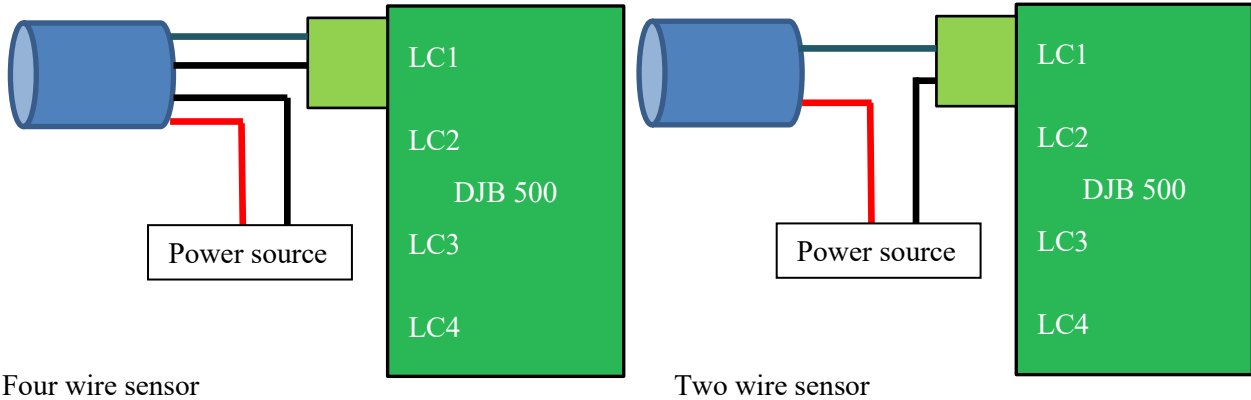 LC1
LC2
DJB 500
Power source
LC3
LC4
Four wire sensor
LC1
LC2
DJB 500
Power source
LC3
LC4
Two wire sensor